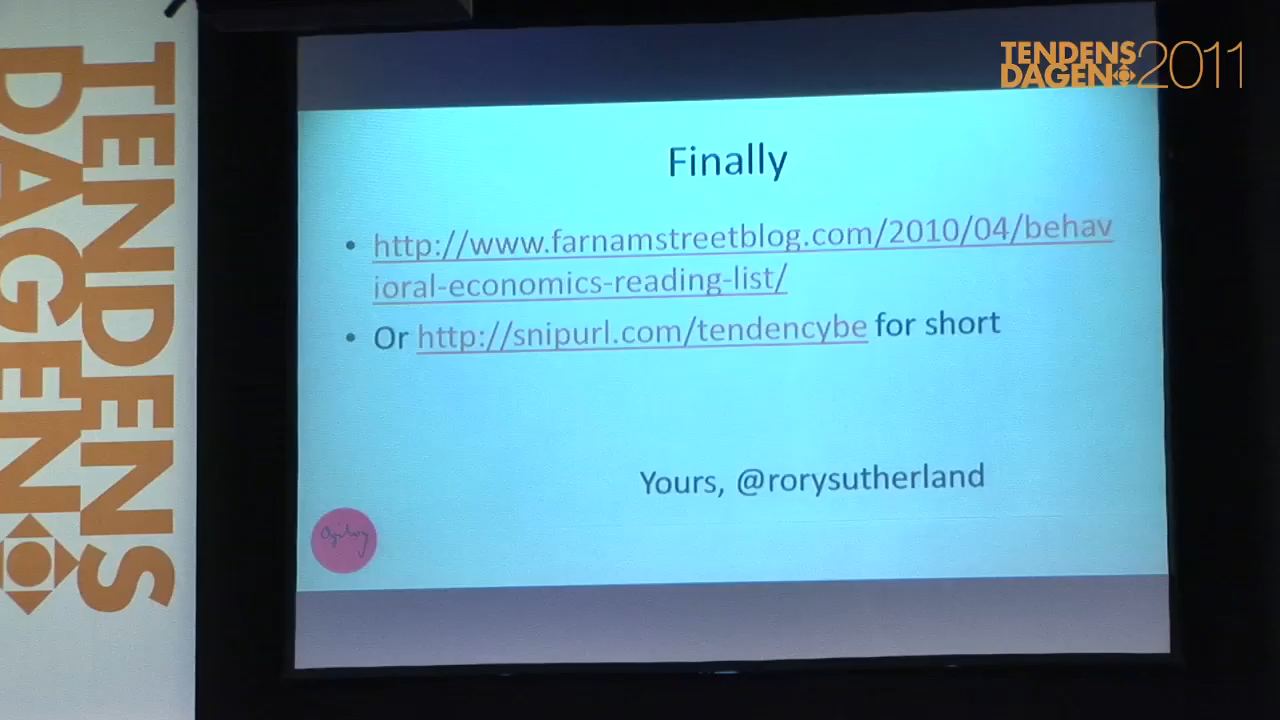 TENDENS
DAGEN 2011
TENDENS
DAGEN
Finally
• http://www.farnamstreetblog.com/2010/04/behav
ioral-economics-reading-list/
• Or http://snipurl.com/tendencybe for short
Yours, @rorysutherland
Ogilvy